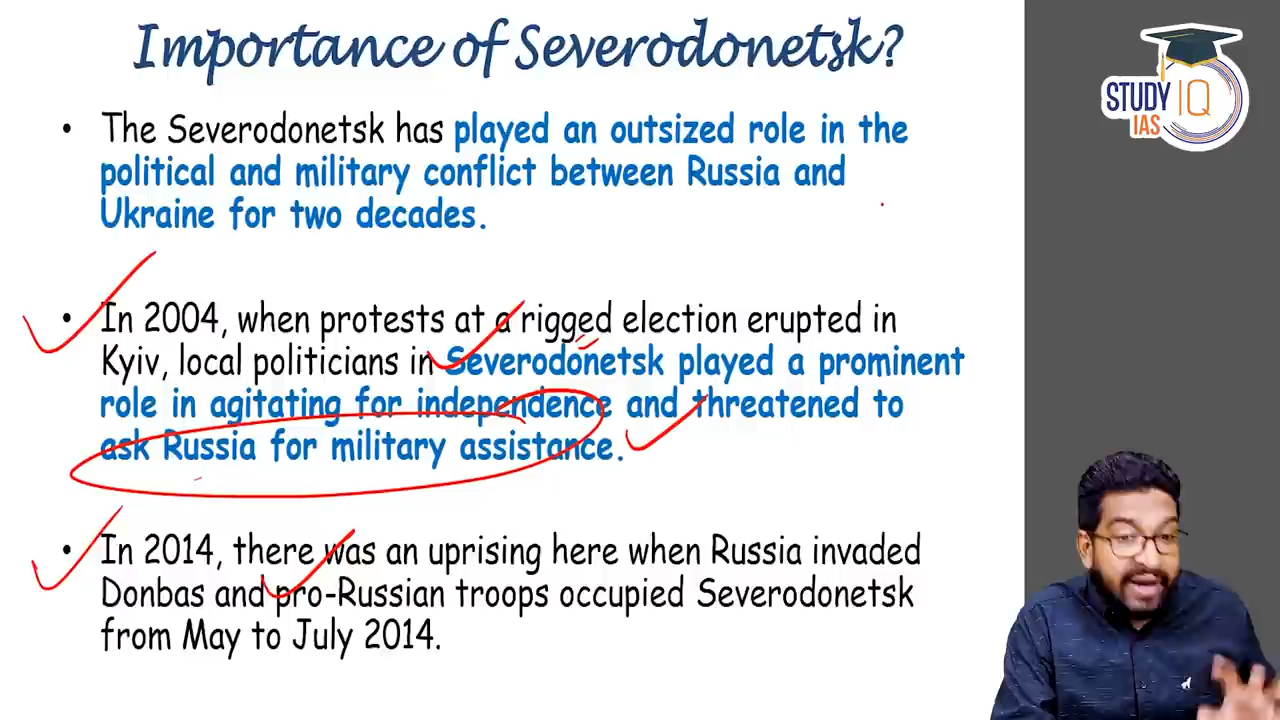 Importance of Severodonetsk?
STUDY IQ
IAS
• The Severodonetsk has played an outsized role in the
political and military conflict between Russia and
Ukraine for two decades.
• In 2004, when protests at a rigged election erupted in
Kyiv, local politicians in Severodonetsk played a prominent
role in agitating for independence and threatened to
ask Russia for military assistance.
• In 2014, there was an uprising here when Russia invaded
Donbas and pro-Russian troops occupied Severodonetsk
from May to July 2014.